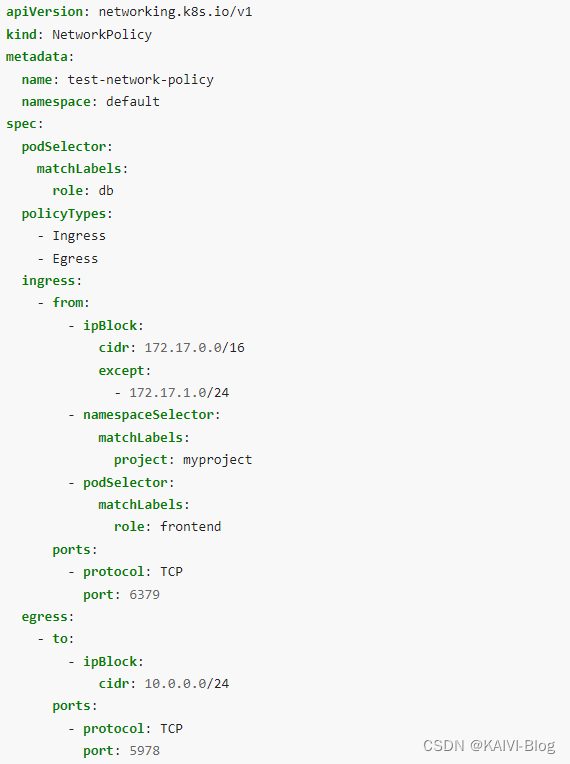 apiVersion: networking.k8s.io/v1
kind: NetworkPolicy
metadata:
  name: test-network-policy
  namespace: default
spec:
  podSelector:
    matchLabels:
      role: db
  policyTypes:
    - Ingress
    - Egress
  ingress:
    - from:
        - ipBlock:
            cidr: 172.17.0.0/16
            except:
              - 172.17.1.0/24
        - namespaceSelector:
            matchLabels:
              project: myproject
        - podSelector:
            matchLabels:
              role: frontend
      ports:
        - protocol: TCP
          port: 6379
  egress:
    - to:
        - ipBlock:
            cidr: 10.0.0.0/24
      ports:
        - protocol: TCP
          port: 5978
CSDN @KAIVI-Blog